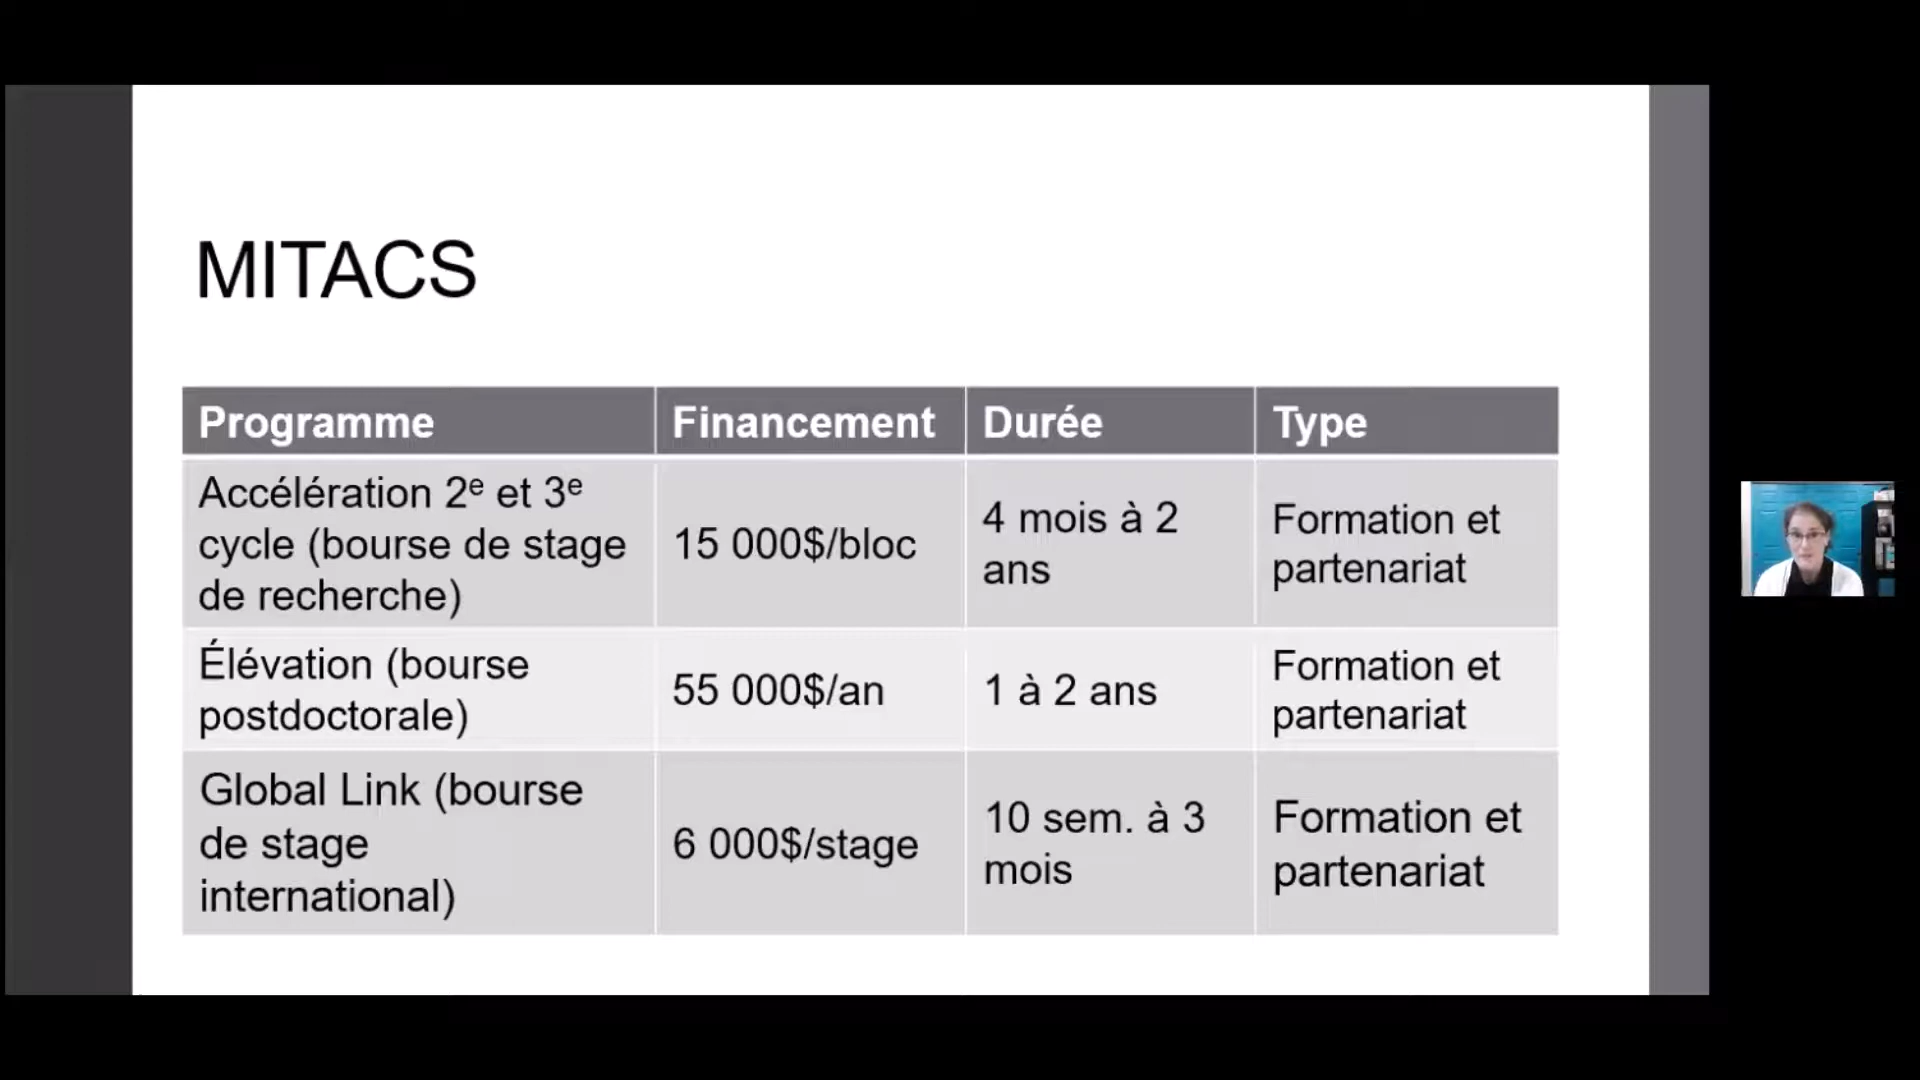 MITACS
Programme
Financement
Durée
Type
Accélération 2e et 3e
cycle (bourse de stage
de recherche)
15 000$/bloc
4 mois à 2
ans
Formation et
partenariat
Élévation (bourse
postdoctorale)
55 000$/an
1 à 2 ans
Formation et
partenariat
Global Link (bourse
de stage
international)
6 000$/stage
10 sem. à 3
mois
Formation et
partenariat